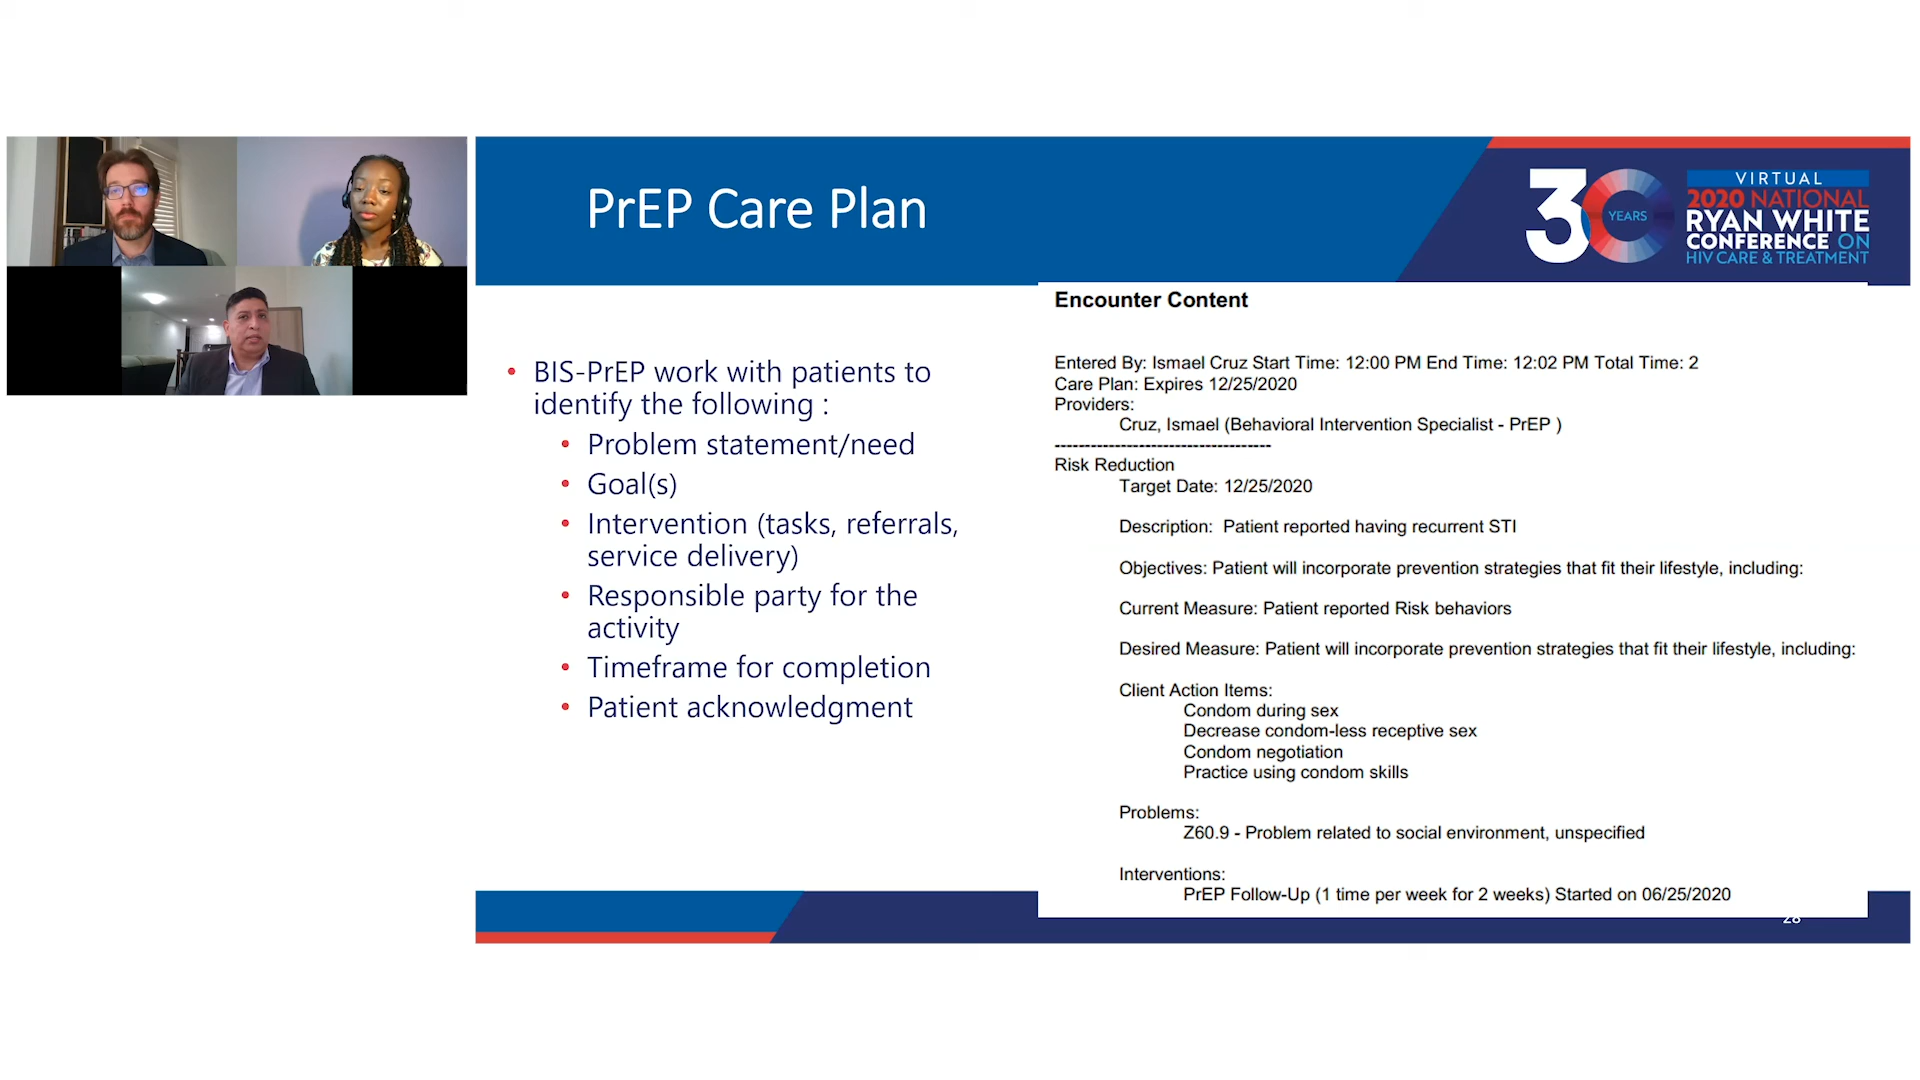 PrEP Care Plan
30
YEARS
VIRTUAL
2020 NATIONAL
RYAN WHITE
CONFERENCE ON
HIV CARE & TREATMENT
• BIS-PrEP work with patients to
identify the following :
• Problem statement/need
• Goal(s)
• Intervention (tasks, referrals,
service delivery)
• Responsible party for the
activity
• Timeframe for completion
• Patient acknowledgment
Encounter Content
Entered By: Ismael Cruz Start Time: 12:00 PM End Time: 12:02 PM Total Time: 2
Care Plan: Expires 12/25/2020
Providers:
Cruz, Ismael (Behavioral Intervention Specialist - PrEP )
-----------------------------------
Risk Reduction
Target Date: 12/25/2020
Description:  Patient reported having recurrent STI
Objectives: Patient will incorporate prevention strategies that fit their lifestyle, including:
Current Measure: Patient reported Risk behaviors
Desired Measure: Patient will incorporate prevention strategies that fit their lifestyle, including:
Client Action Items:
Condom during sex
Decrease condom-less receptive sex
Condom negotiation
Practice using condom skills
Problems:
Z60.9 - Problem related to social environment, unspecified
Interventions:
PrEP Follow-Up (1 time per week for 2 weeks) Started on 06/25/2020
28